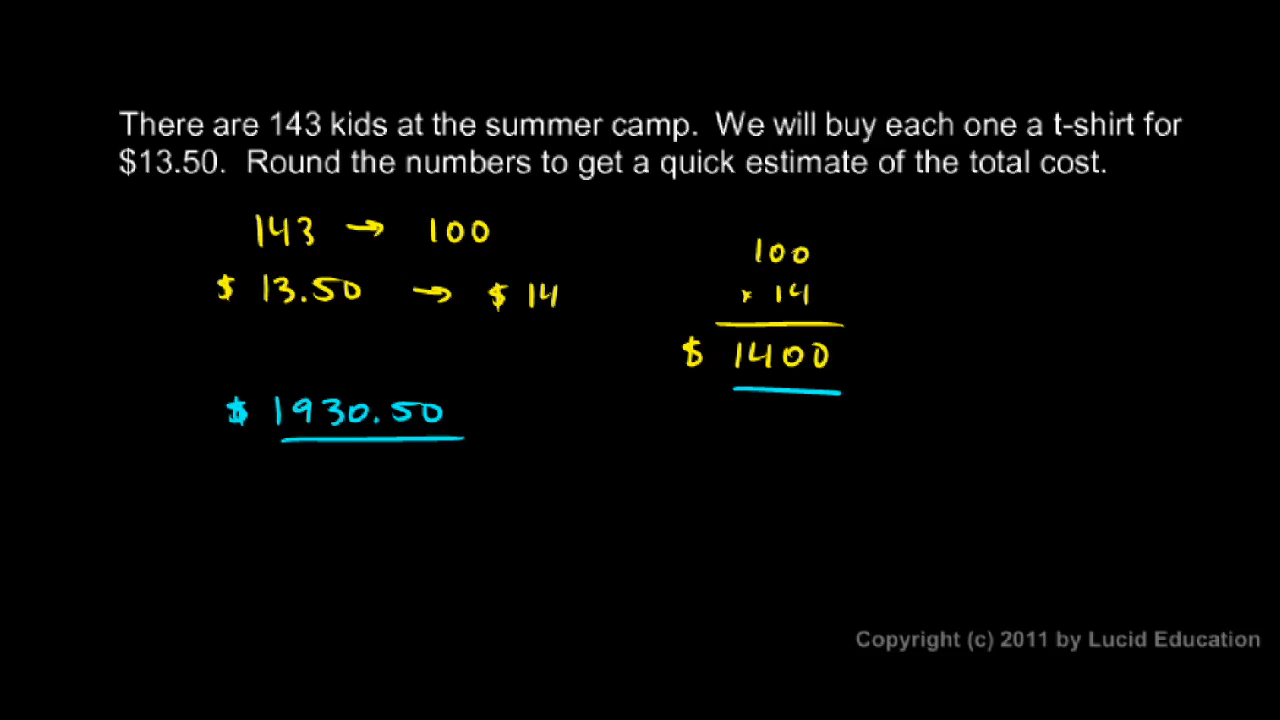 There are 143 kids at the summer camp. We will buy each one a t-shirt for
$13.50. Round the numbers to get a quick estimate of the total cost.
143 → 100
$ 13.50 → $ 14
100
× 14
$ 1400
$ 1930.50
Copyright (c) 2011 by Lucid Education